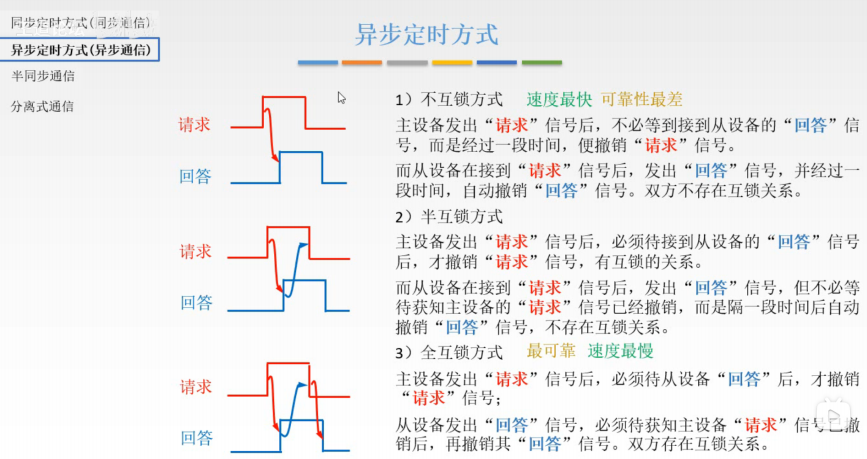 同步定时方式(同步通信)
异步定时方式(异步通信)
半同步通信
分离式通信
异步定时方式
请求
回答
1）不互锁方式 速度最快 可靠性最差
主设备发出“请求”信号后，不必等到接到从设备的“回答”信
号，而是经过一段时间，便撤销“请求”信号。
而从设备在接到“请求”信号后，发出“回答”信号，并经过一
段时间，自动撤销“回答”信号。双方不存在互锁关系。
请求
回答
2）半互锁方式
主设备发出“请求”信号后，必须待接到从设备的“回答”信号
后，才撤销“请求”信号，有互锁的关系。
而从设备在接到“请求”信号后，发出“回答”信号，但不必等
待获知主设备的“请求”信号已经撤销，而是隔一段时间后自动
撤销“回答”信号，不存在互锁关系。
请求
回答
3）全互锁方式 最可靠 速度最慢
主设备发出“请求”信号后，必须待从设备“回答”后，才撤销
“请求”信号；
从设备发出“回答”信号，必须待获知主设备“请求”信号已撤
销后，再撤销其“回答”信号。双方存在互锁关系。